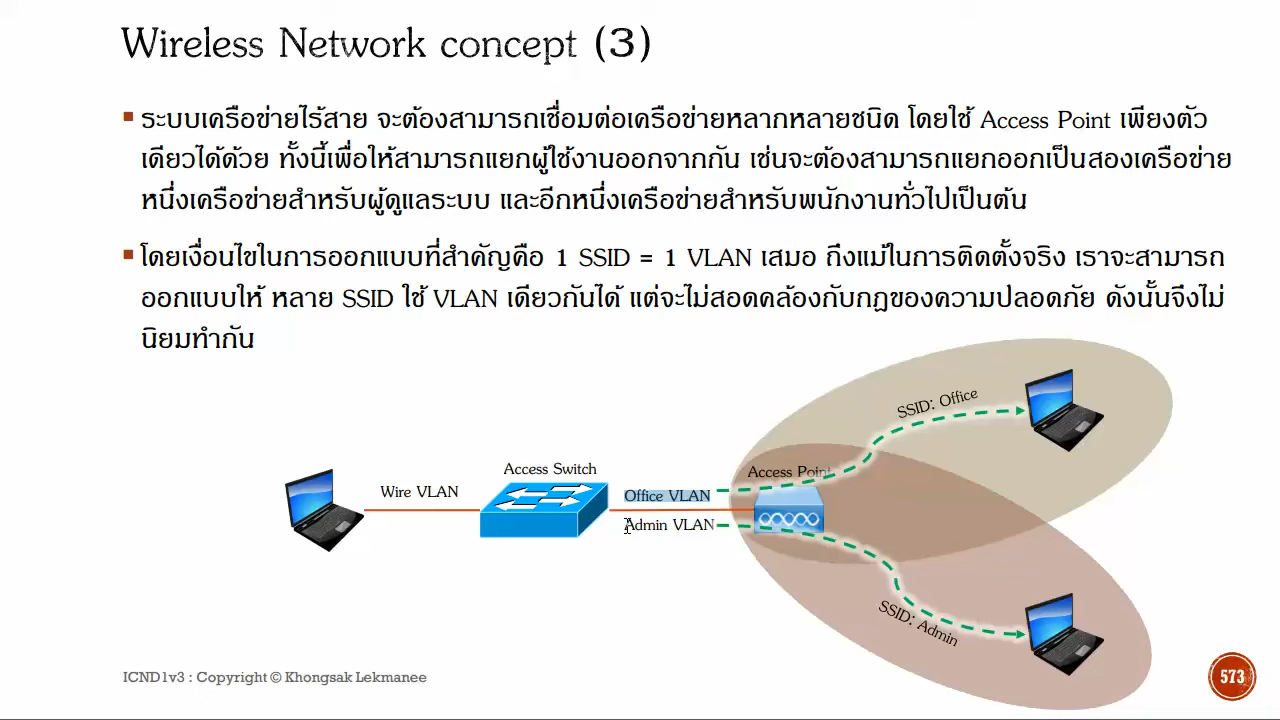 Wireless Network concept (3)
ระบบเครือข่ายไร้สาย จะต้องสามารถเชื่อมต่อเครือข่ายหลากหลายชนิด โดยใช้ Access Point เพียงตัว
เดียวได้ด้วย ทั้งนี้เพื่อให้สามารถแยกผู้ใช้งานออกจากกัน เช่นจะต้องสามารถแยกออกเป็นสองเครือข่าย
หนึ่งเครือข่ายสำหรับผู้ดูแลระบบ และอีกหนึ่งเครือข่ายสำหรับพนักงานทั่วไปเป็นต้น
โดยเงื่อนไขในการออกแบบที่สำคัญคือ 1 SSID = 1 VLAN เสมอ ถึงแม้ในการติดตั้งจริง เราจะสามารถ
ออกแบบให้ หลาย SSID ใช้ VLAN เดียวกันได้ แต่จะไม่สอดคล้องกับกฏของความปลอดภัย ดังนั้นจึงไม่
นิยมทำกัน
SSID: Office
Access Switch
Access Point
Wire VLAN
Office VLAN
Admin VLAN
SSID: Admin
ICND1v3 : Copyright © Khongsak Lekmanee
573